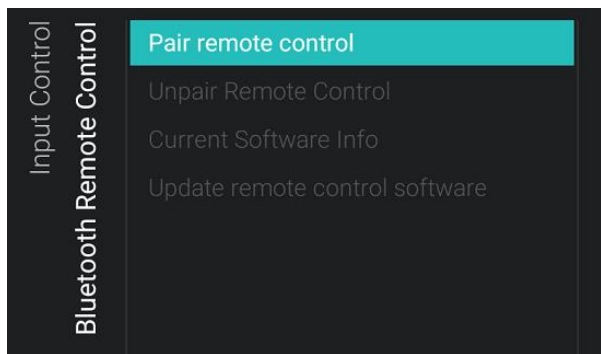 Input Control
Bluetooth Remote Control
Pair remote control
Unpair Remote Control
Current Software Info
Update remote control software